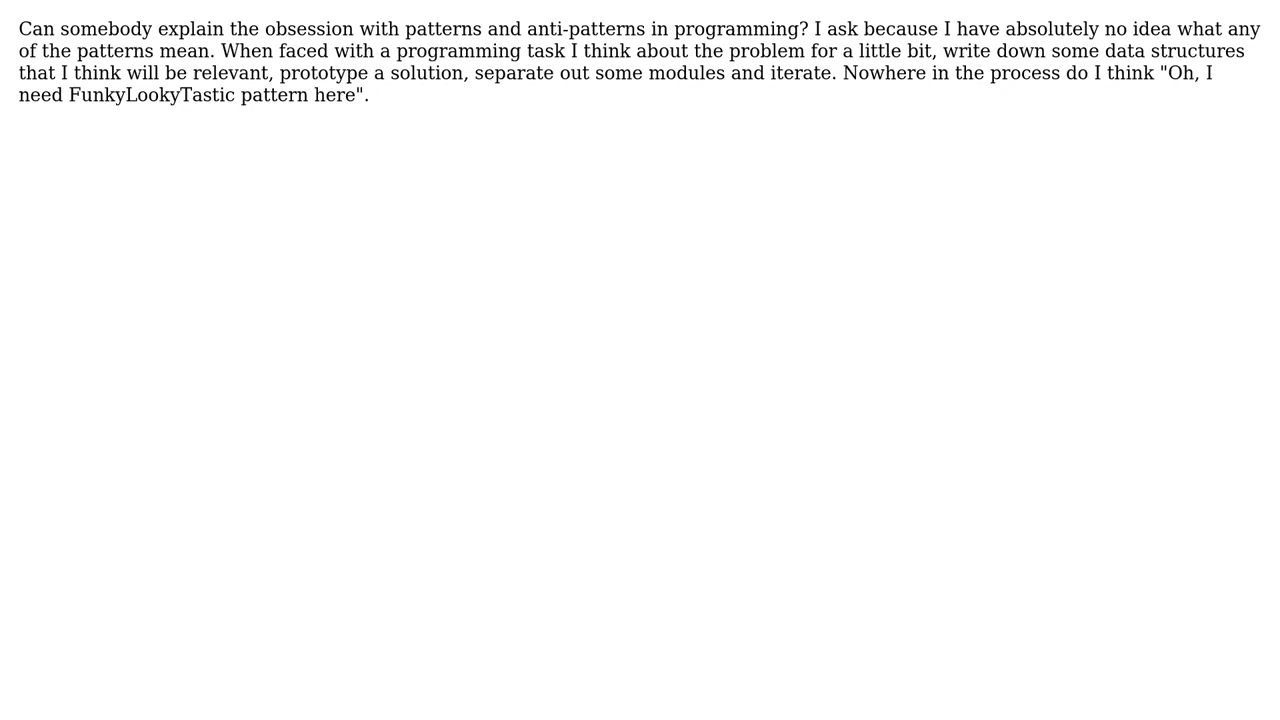 Can somebody explain the obsession with patterns and anti-patterns in programming? I ask because I have absolutely no idea what any
of the patterns mean. When faced with a programming task I think about the problem for a little bit, write down some data structures
that I think will be relevant, prototype a solution, separate out some modules and iterate. Nowhere in the process do I think "Oh, I
need FunkyLookyTastic pattern here".